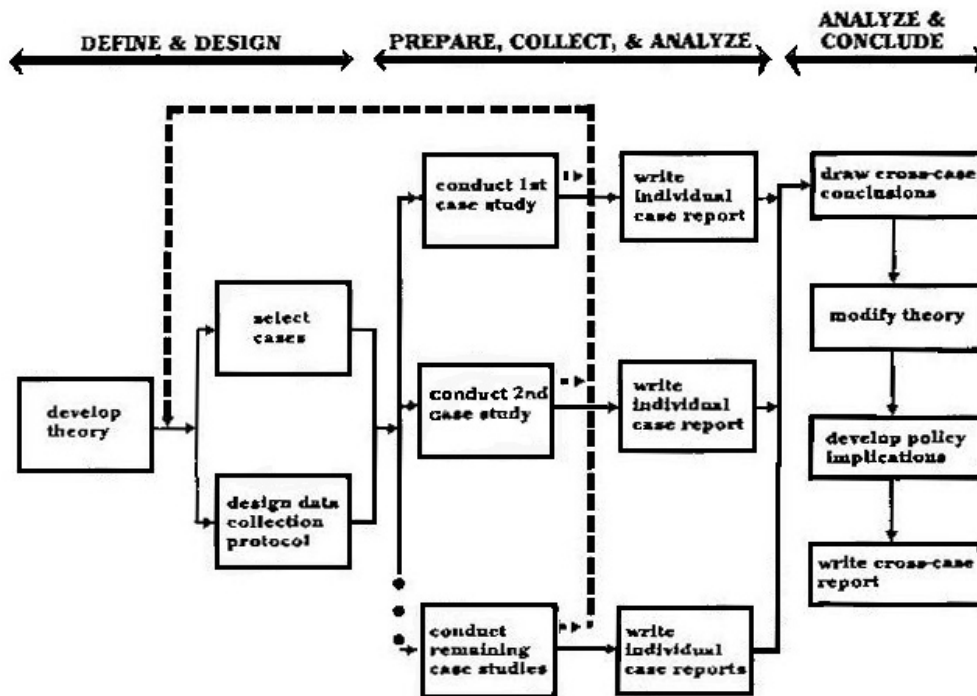 DEFINE & DESIGN
PREPARE, COLLECT, & ANALYZE
ANALYZE &
CONCLUDE
develop
theory
select
cases
design data
collection
protocol
conduct 1st
case study
write
individual
case report
conduct 2nd
case study
write
individual
case report
conduct
remaining
case studies
write
individual
case reports
draw cross-case
conclusions
modify theory
develop policy
implications
write cross-case
report